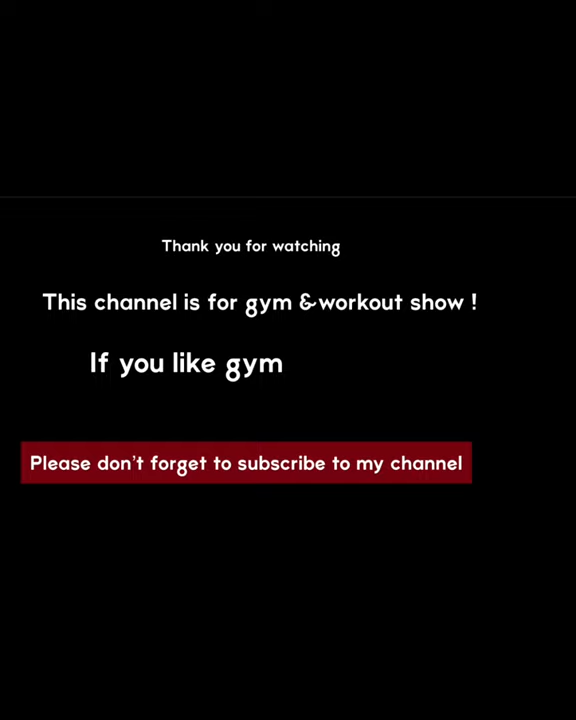 Thank you for watching
This channel is for gym &workout show !
If you like gym
Please don't forget to subscribe to my channel